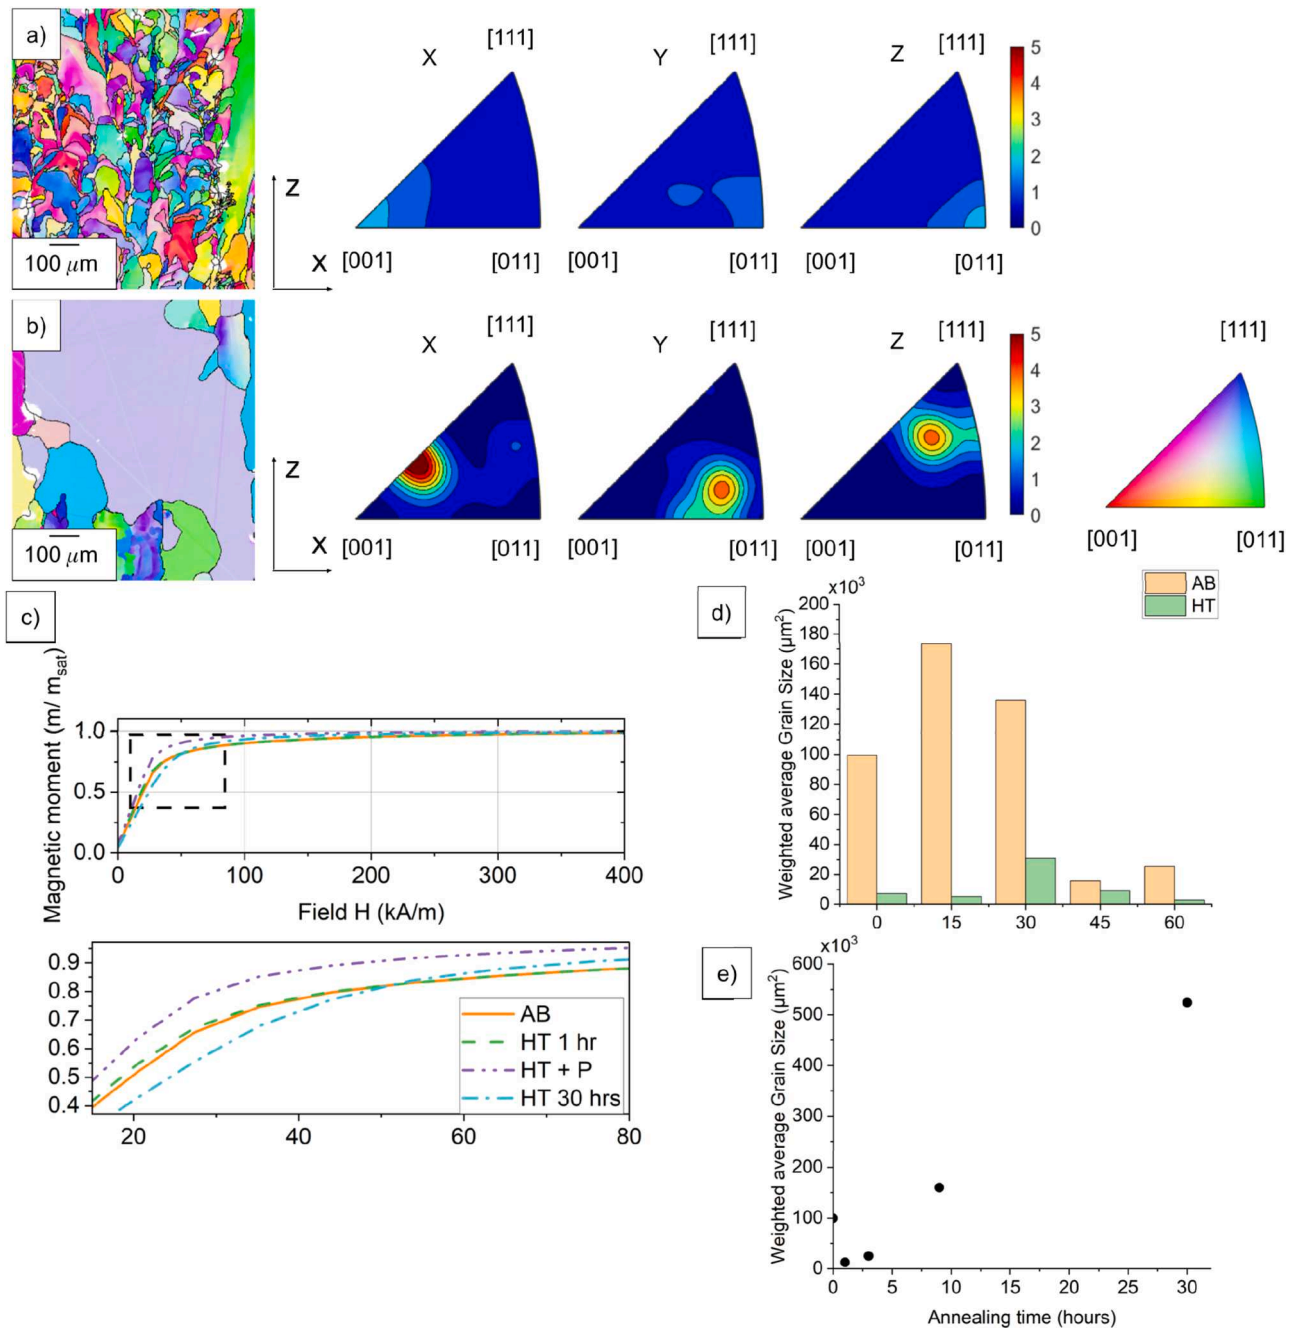 a)
Z
X
100 μm
X
[111]
[001]
[011]
Y
[111]
[001]
[011]
Z
[111]
[001]
[011]
5
4
3
2
1
0
b)
Z
X
100 μm
X
[111]
[001]
[011]
Y
[111]
[001]
[011]
Z
[111]
[001]
[011]
5
4
3
2
1
0
[111]
[001]
[011]
c)
Magnetic moment (m/ m_sat)
1.0
0.5
0.0
0 100 200 300 400
Field H (kA/m)
0.9
0.8
0.7
0.6
0.5
0.4
20 40 60 80
AB
HT 1 hr
HT + P
HT 30 hrs
d)
x10³
AB
HT
Weighted average Grain Size (μm²)
200
180
160
140
120
100
80
60
40
20
0
0 15 30 45 60
e)
x10³
Weighted average Grain Size (μm²)
600
500
400
300
200
100
0
0 5 10 15 20 25 30
Annealing time (hours)